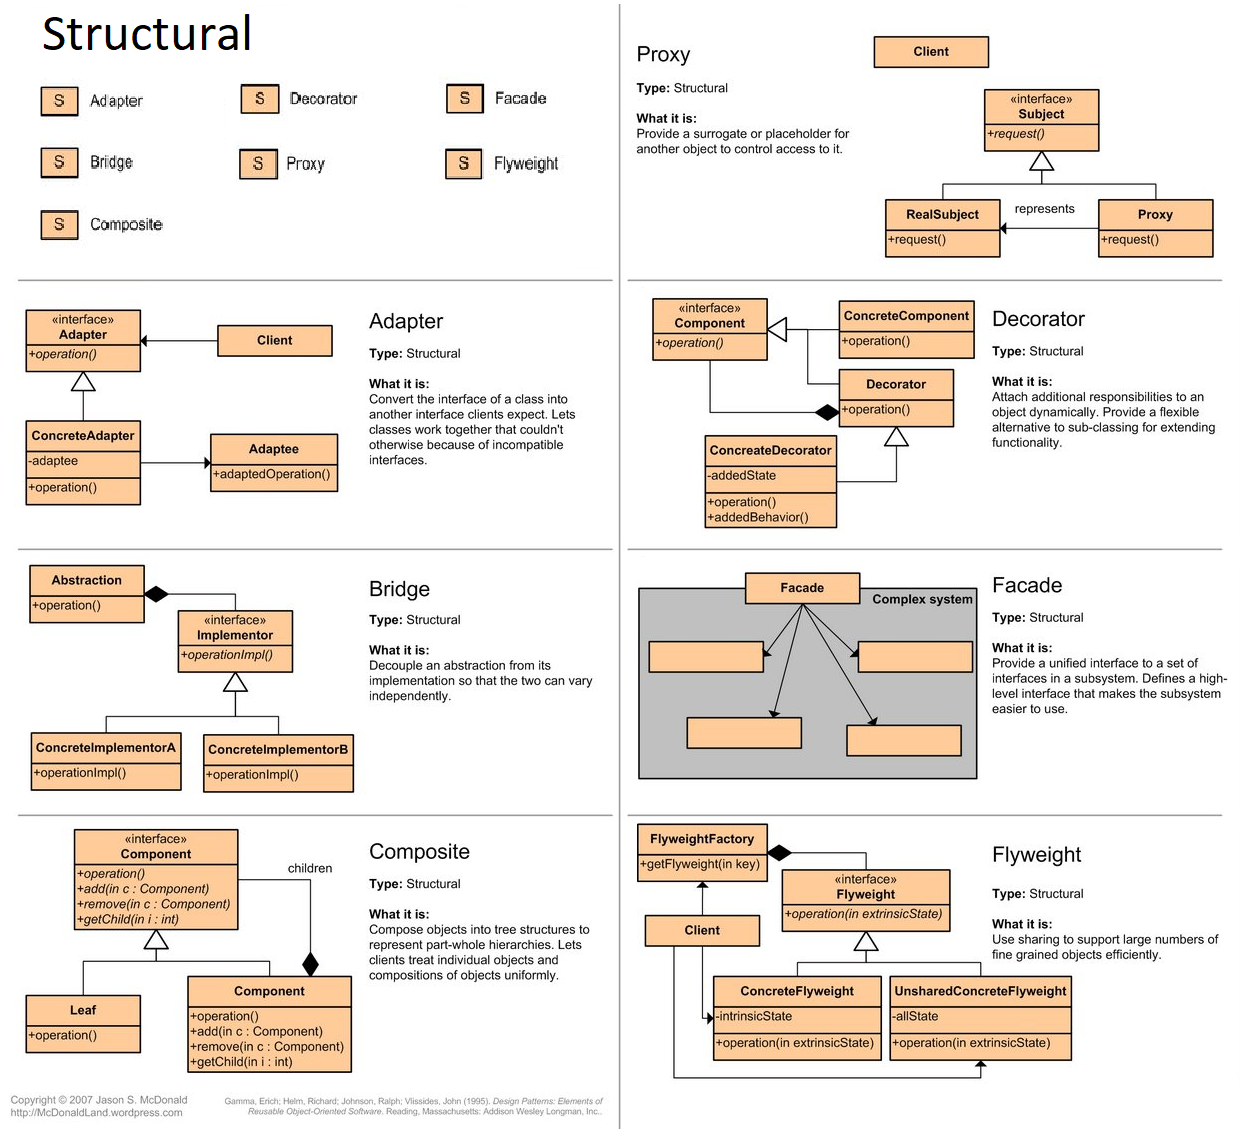 Structural
S Adapter
S Decorator
S Facade
S Bridge
S Proxy
S Flyweight
S Composite
Proxy
Type: Structural
What it is:
Provide a surrogate or placeholder for
another object to control access to it.
Client
«interface»
Subject
+request()
RealSubject
+request()
represents
Proxy
+request()
«interface»
Adapter
+operation()
Client
ConcreteAdapter
-adaptee
+operation()
Adaptee
+adaptedOperation()
Adapter
Type: Structural
What it is:
Convert the interface of a class into
another interface clients expect. Lets
classes work together that couldn't
otherwise because of incompatible
interfaces.
«interface»
Component
+operation()
ConcreteComponent
+operation()
Decorator
+operation()
ConcreateDecorator
-addedState
+operation()
+addedBehavior()
Decorator
Type: Structural
What it is:
Attach additional responsibilities to an
object dynamically. Provide a flexible
alternative to sub-classing for extending
functionality.
Abstraction
+operation()
«interface»
Implementor
+operationImpl()
ConcreteImplementorA
+operationImpl()
ConcreteImplementorB
+operationImpl()
Bridge
Type: Structural
What it is:
Decouple an abstraction from its
implementation so that the two can vary
independently.
Facade
Complex system
Facade
Type: Structural
What it is:
Provide a unified interface to a set of
interfaces in a subsystem. Defines a high-
level interface that makes the subsystem
easier to use.
«interface»
Component
+operation()
+add(in c : Component)
+remove(in c : Component)
+getChild(in i : int)
children
Leaf
+operation()
Component
+operation()
+add(in c : Component)
+remove(in c : Component)
+getChild(in i : int)
Composite
Type: Structural
What it is:
Compose objects into tree structures to
represent part-whole hierarchies. Lets
clients treat individual objects and
compositions of objects uniformly.
FlyweightFactory
+getFlyweight(in key)
«interface»
Flyweight
+operation(in extrinsicState)
Client
ConcreteFlyweight
-intrinsicState
+operation(in extrinsicState)
UnsharedConcreteFlyweight
-allState
+operation(in extrinsicState)
Flyweight
Type: Structural
What it is:
Use sharing to support large numbers of
fine grained objects efficiently.
Copyright © 2007 Jason S. McDonald
http://McDonaldLand.wordpress.com
Gamma, Erich; Helm, Richard; Johnson, Ralph; Vlissides, John (1995). Design Patterns: Elements of
Reusable Object-Oriented Software. Reading, Massachusetts: Addison Wesley Longman, Inc..